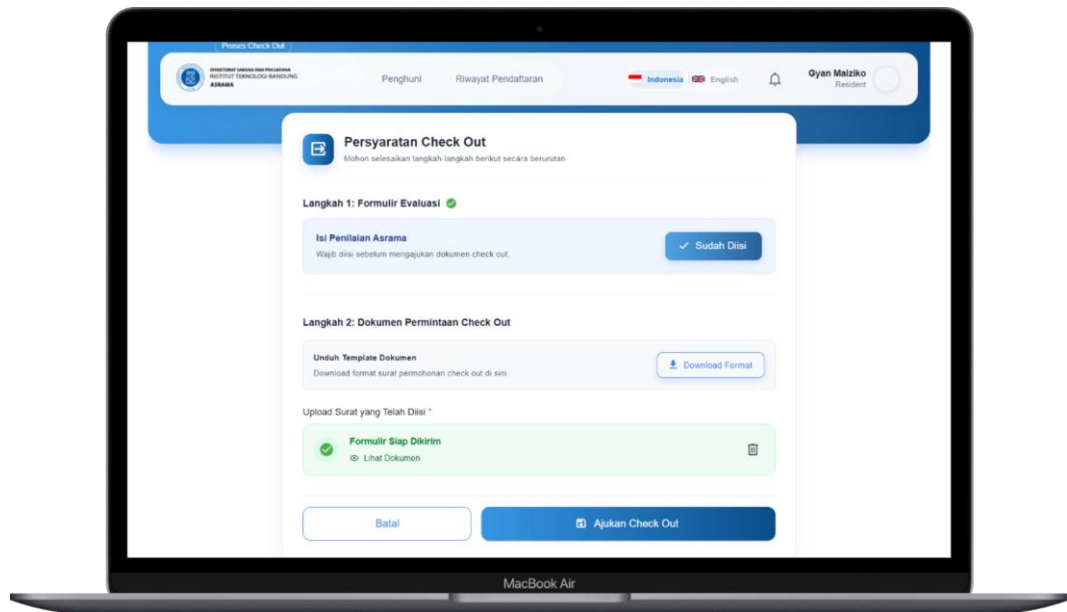 Proses Check Out
DIREKTORAT SARANA DAN PRASARANA
INSTITUT TEKNOLOGI BANDUNG
ASRAMA
Penghuni
Riwayat Pendaftaran
Indonesia
English
Gyan Maiziko
Resident
Persyaratan Check Out
Mohon selesaikan langkah-langkah berikut secara berurutan
Langkah 1: Formulir Evaluasi
Isi Penilaian Asrama
Wajib diisi sebelum mengajukan dokumen check out.
Sudah Diisi
Langkah 2: Dokumen Permintaan Check Out
Unduh Template Dokumen
Download format surat permohonan check out di sini
Download Format
Upload Surat yang Telah Diisi *
Formulir Siap Dikirim
Lihat Dokumen
Batal
Ajukan Check Out
MacBook Air